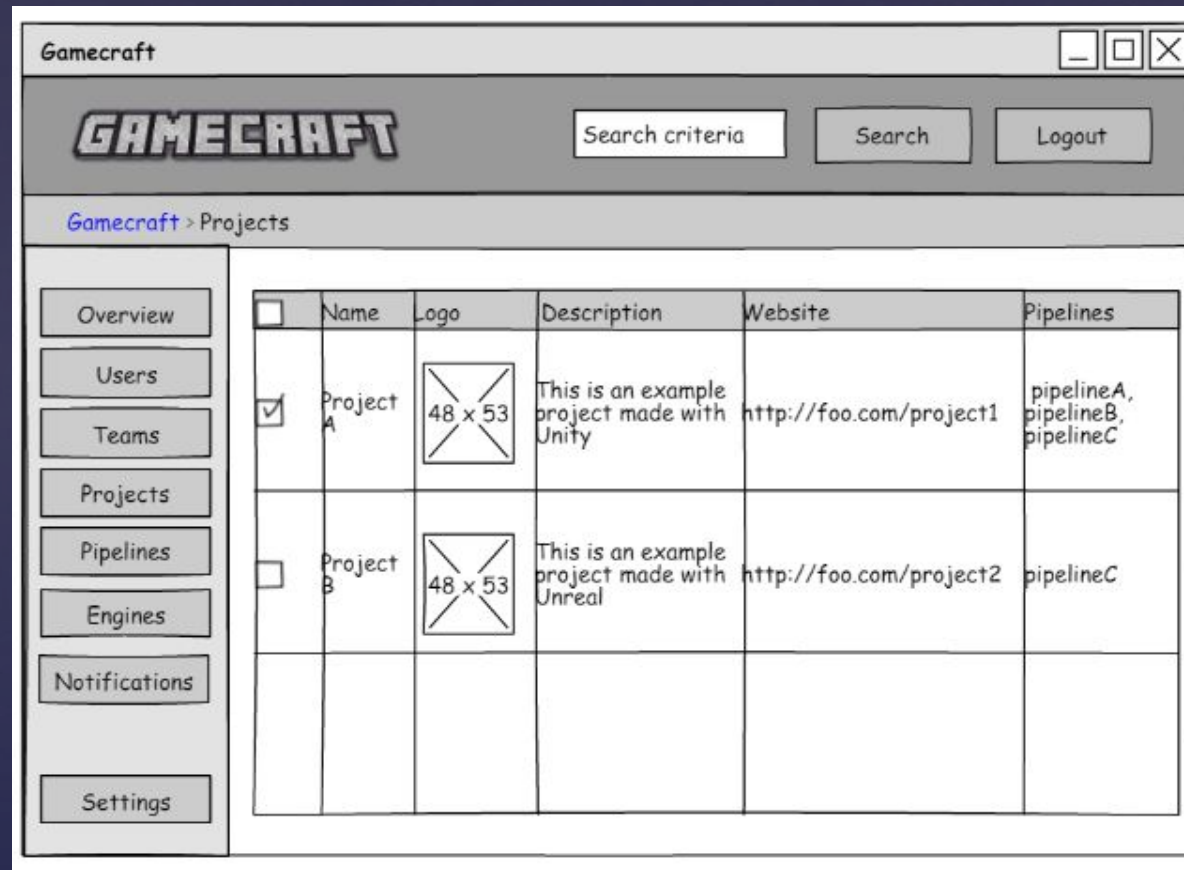 Gamecraft
GAMECRAFT
Search criteria
Search
Logout
Gamecraft > Projects
Overview
Users
Teams
Projects
Pipelines
Engines
Notifications
Settings
Name Logo Description Website Pipelines
Project
A
48 x 53
This is an example
project made with
Unity
http://foo.com/project1
pipelineA,
pipelineB,
pipelineC
Project
B
48 x 53
This is an example
project made with
Unreal
http://foo.com/project2
pipelineC